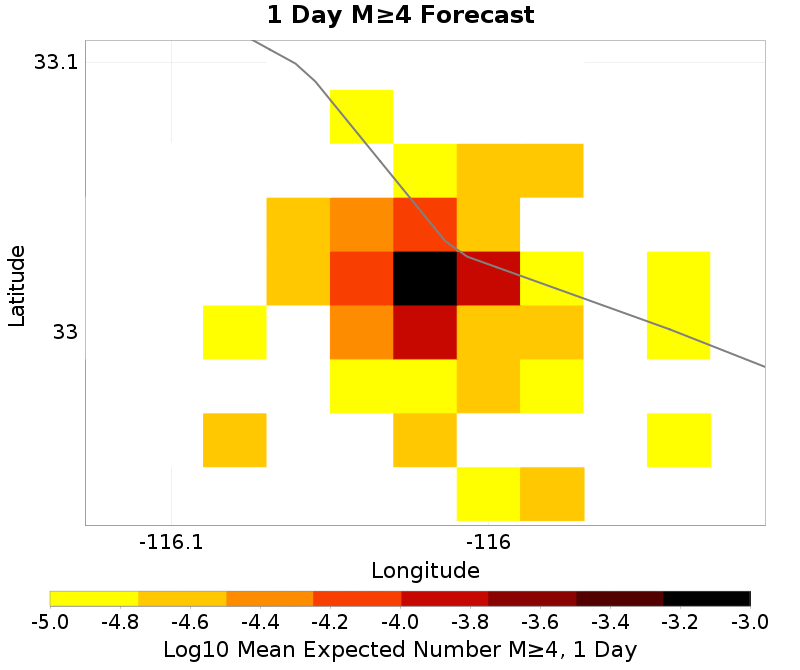 1 Day M≥4 Forecast
33.1
33
Latitude
-116.1 -116
Longitude
-5.0 -4.8 -4.6 -4.4 -4.2 -4.0 -3.8 -3.6 -3.4 -3.2 -3.0
Log10 Mean Expected Number M≥4, 1 Day